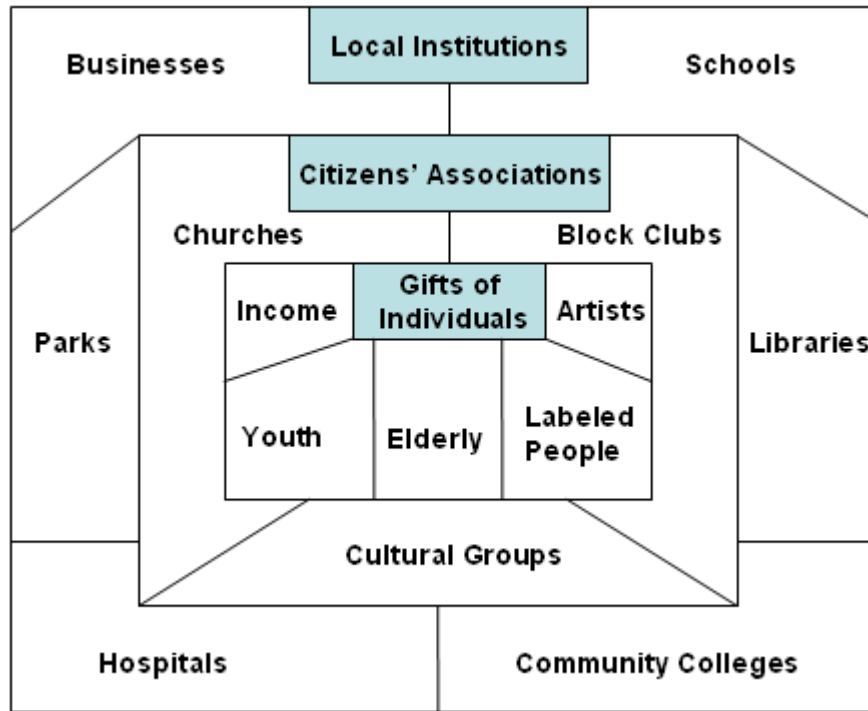 Local Institutions
Businesses
Schools
Citizens' Associations
Churches
Block Clubs
Gifts of
Individuals
Income
Artists
Parks
Libraries
Youth
Elderly
Labeled
People
Cultural Groups
Hospitals
Community Colleges